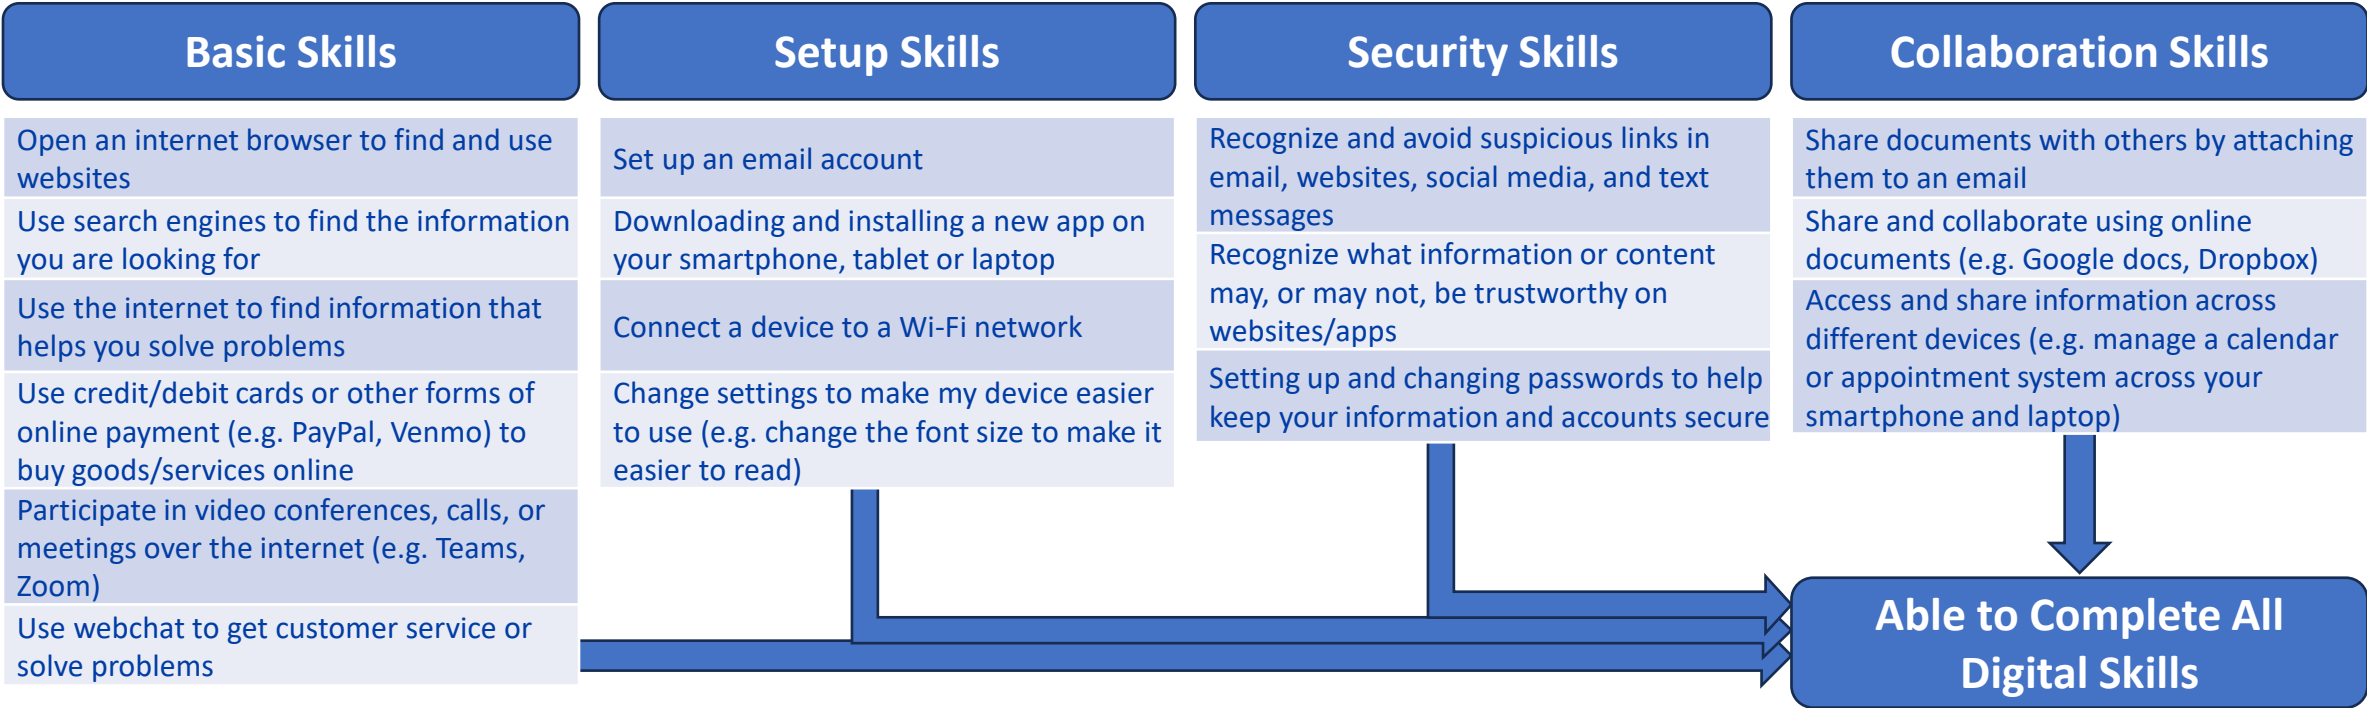 Basic Skills
Open an internet browser to find and use
websites
Use search engines to find the information
you are looking for
Use the internet to find information that
helps you solve problems
Use credit/debit cards or other forms of
online payment (e.g. PayPal, Venmo) to
buy goods/services online
Participate in video conferences, calls, or
meetings over the internet (e.g. Teams,
Zoom)
Use webchat to get customer service or
solve problems
Setup Skills
Set up an email account
Downloading and installing a new app on
your smartphone, tablet or laptop
Connect a device to a Wi-Fi network
Change settings to make my device easier
to use (e.g. change the font size to make it
easier to read)
Security Skills
Recognize and avoid suspicious links in
email, websites, social media, and text
messages
Recognize what information or content
may, or may not, be trustworthy on
websites/apps
Setting up and changing passwords to help
keep your information and accounts secure
Collaboration Skills
Share documents with others by attaching
them to an email
Share and collaborate using online
documents (e.g. Google docs, Dropbox)
Access and share information across
different devices (e.g. manage a calendar
or appointment system across your
smartphone and laptop)
Able to Complete All
Digital Skills